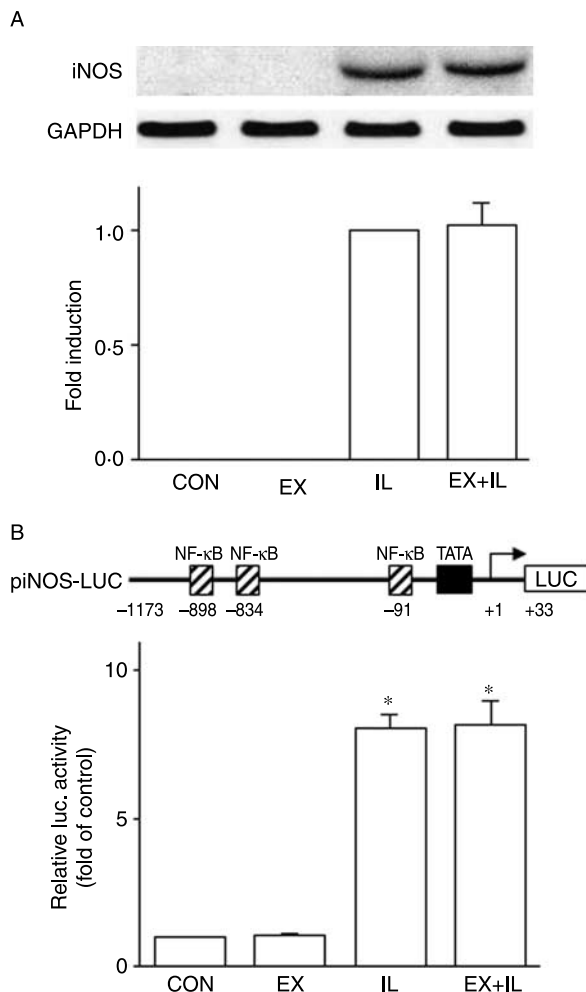 A
iNOS
GAPDH
Fold induction
1·0
0·5
0·0
CON EX IL EX+IL
B
NF-κB NF-κB NF-κB TATA
piNOS-LUC LUC
−1173 −898 −834 −91 +1 +33
Relative luc. activity
(fold of control)
10
5
0
* *
CON EX IL EX+IL